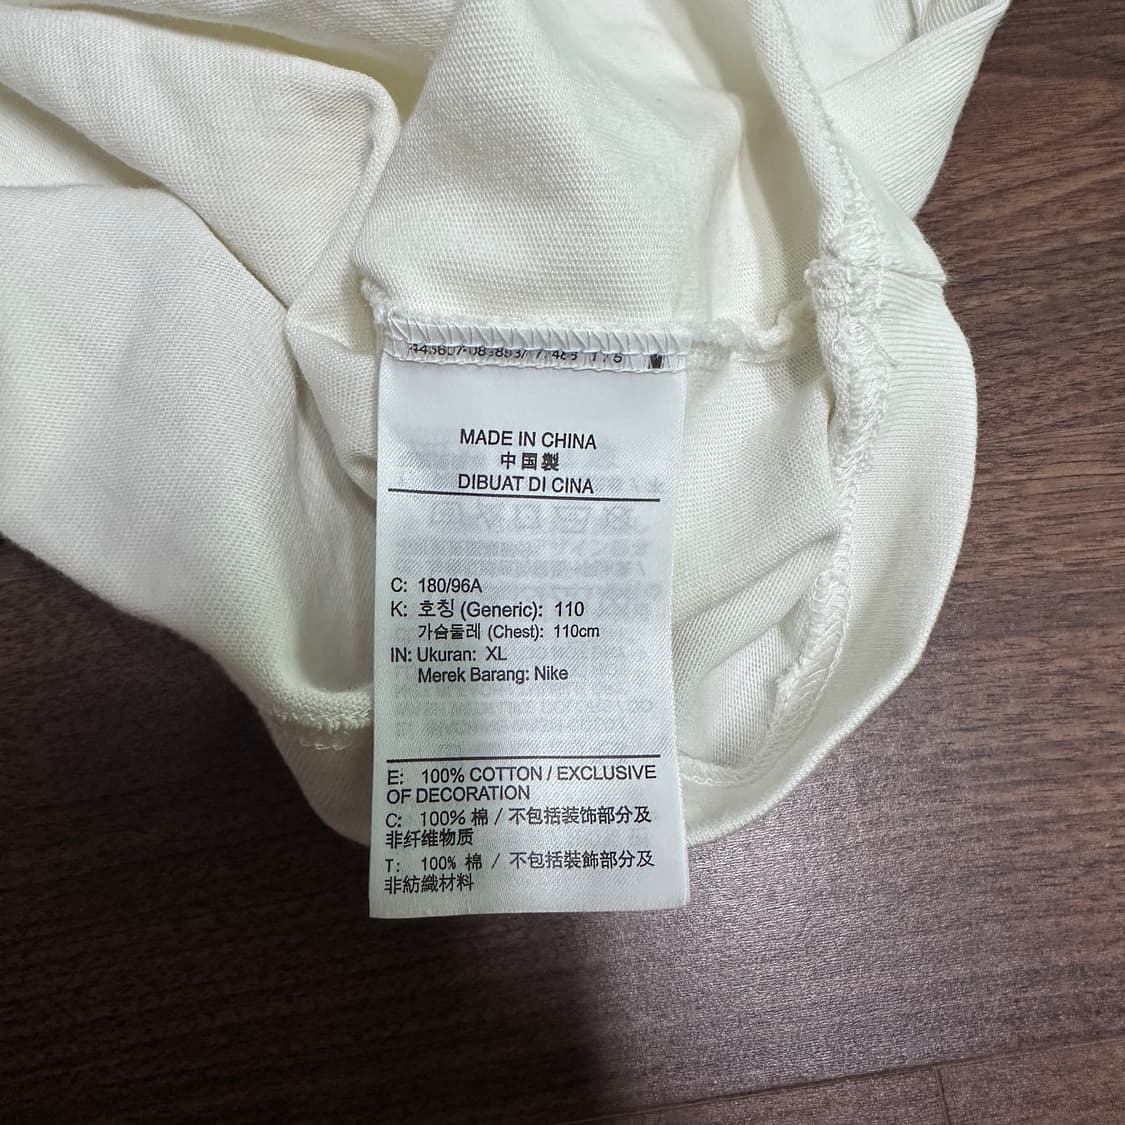 MADE IN CHINA
中国製
DIBUAT DI CINA
C: 180/96A
K: 호칭 (Generic): 110
가슴둘레 (Chest): 110cm
IN: Ukuran: XL
Merek Barang: Nike
E: 100% COTTON / EXCLUSIVE
OF DECORATION
C: 100% 棉 / 不包括装饰部分及
非纤维物质
T: 100% 棉 / 不包括裝飾部分及
非紡織材料